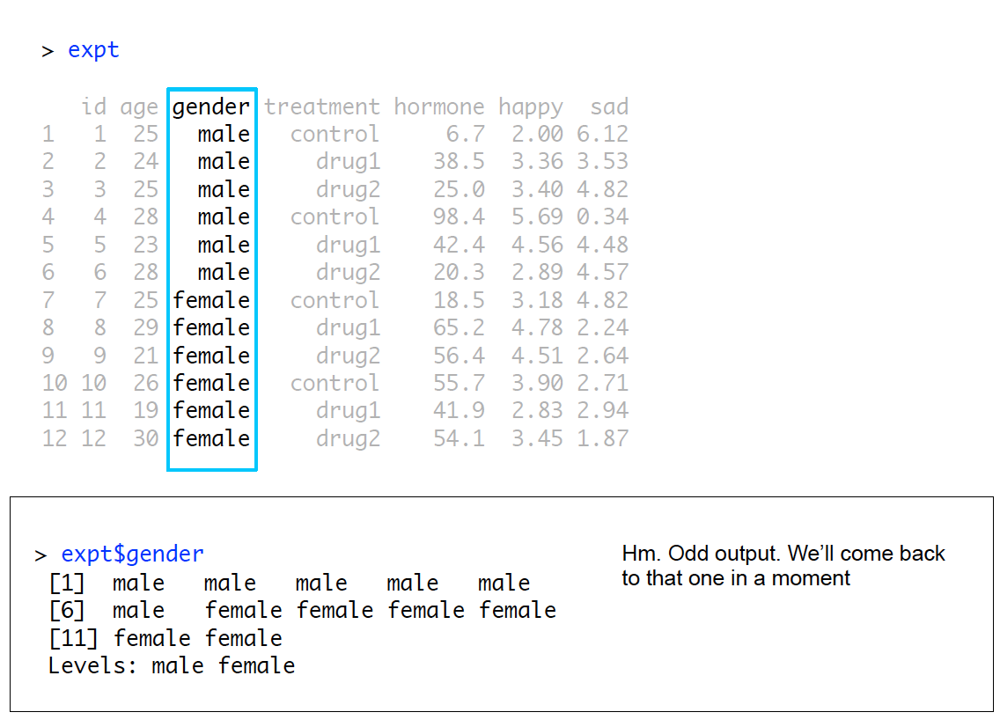 > expt
   id age gender treatment hormone happy  sad
1   1  25   male   control     6.7  2.00 6.12
2   2  24   male     drug1    38.5  3.36 3.53
3   3  25   male     drug2    25.0  3.40 4.82
4   4  28   male   control    98.4  5.69 0.34
5   5  23   male     drug1    42.4  4.56 4.48
6   6  28   male     drug2    20.3  2.89 4.57
7   7  25 female   control    18.5  3.18 4.82
8   8  29 female     drug1    65.2  4.78 2.24
9   9  21 female     drug2    56.4  4.51 2.64
10 10  26 female   control    55.7  3.90 2.71
11 11  19 female     drug1    41.9  2.83 2.94
12 12  30 female     drug2    54.1  3.45 1.87
> expt$gender
[1]  male   male   male   male   male
[6]  male   female female female female
[11] female female
Levels: male female
Hm. Odd output. We’ll come back
to that one in a moment